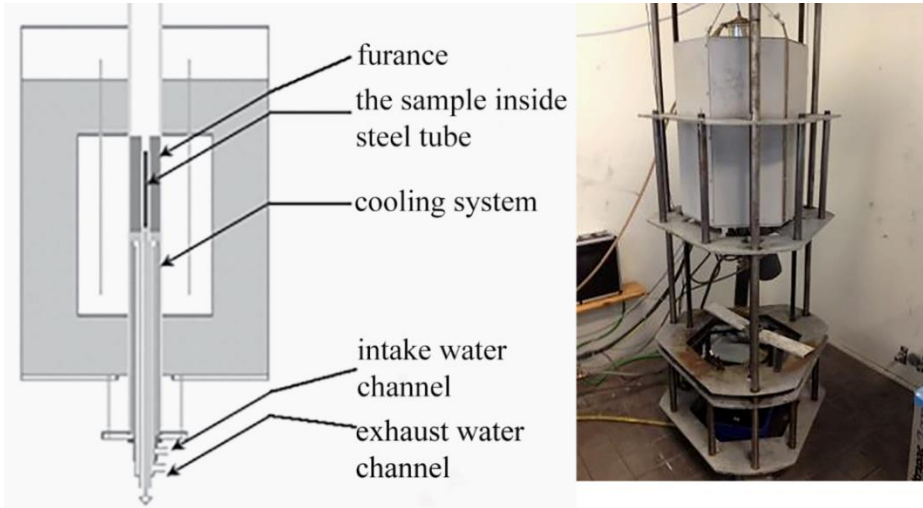 furance
the sample inside
steel tube
cooling system
intake water
channel
exhaust water
channel